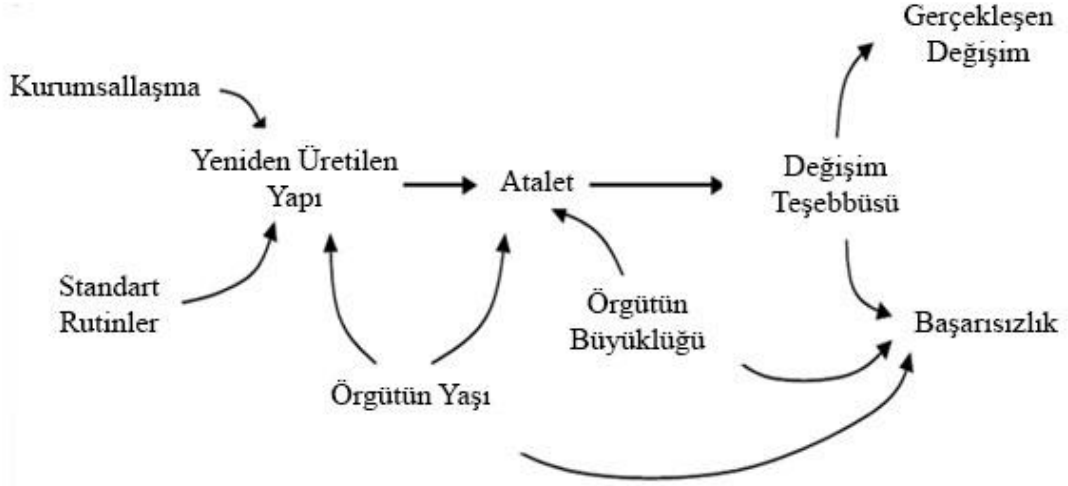 Gerçekleşen
Değişim
Kurumsallaşma
Yeniden Üretilen
Yapı
Atalet
Değişim
Teşebbüsü
Standart
Rutinler
Örgütün
Büyüklüğü
Başarısızlık
Örgütün Yaşı